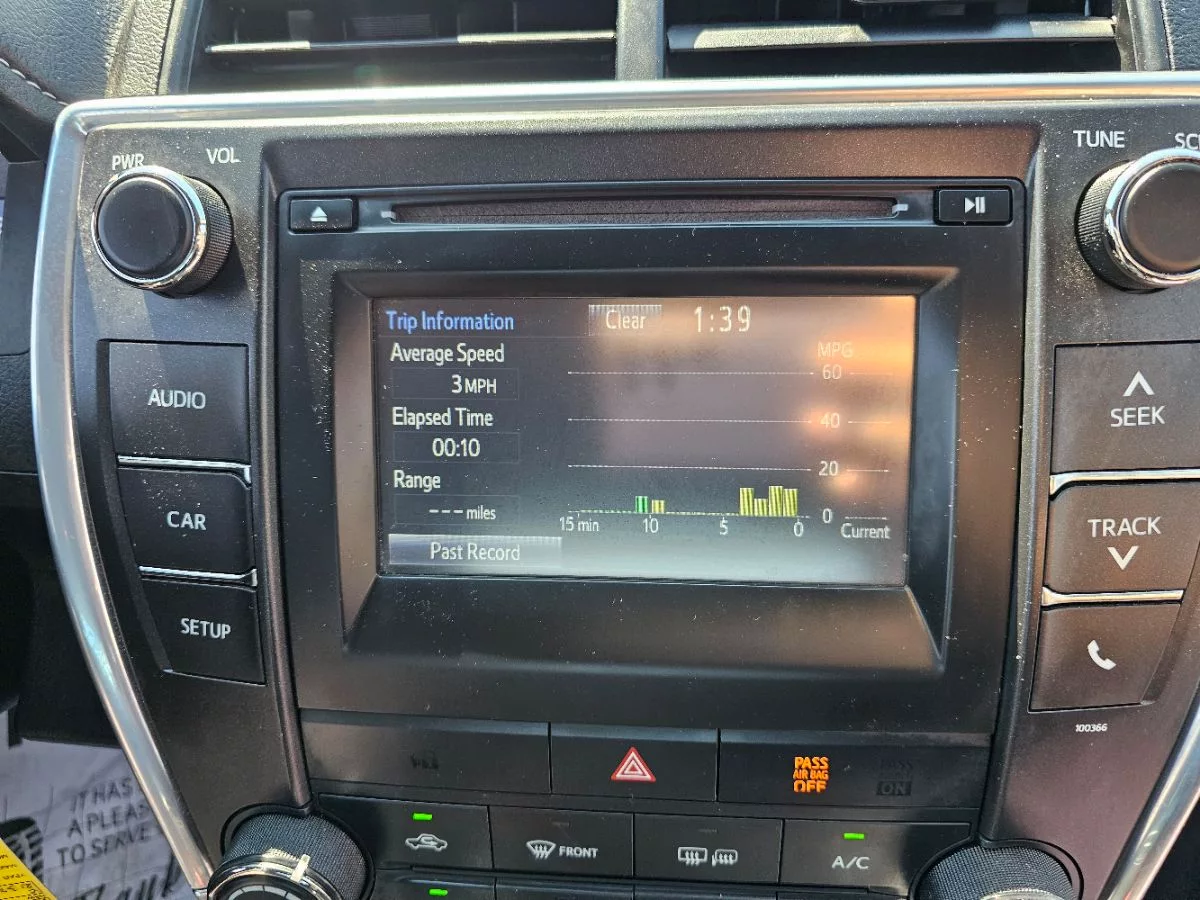 PWR VOL
TUNE
Trip Information Clear 1:39
Average Speed
3 MPH
Elapsed Time
00:10
Range
--- miles
Past Record
MPG
60
40
20
0
15 min 10 5 0 Current
AUDIO
CAR
SETUP
SEEK
TRACK
100366
PASS
AIR BAG
OFF
PASS
ON
FRONT
A/C
IT HAS
A PLEAS
TO SERVE